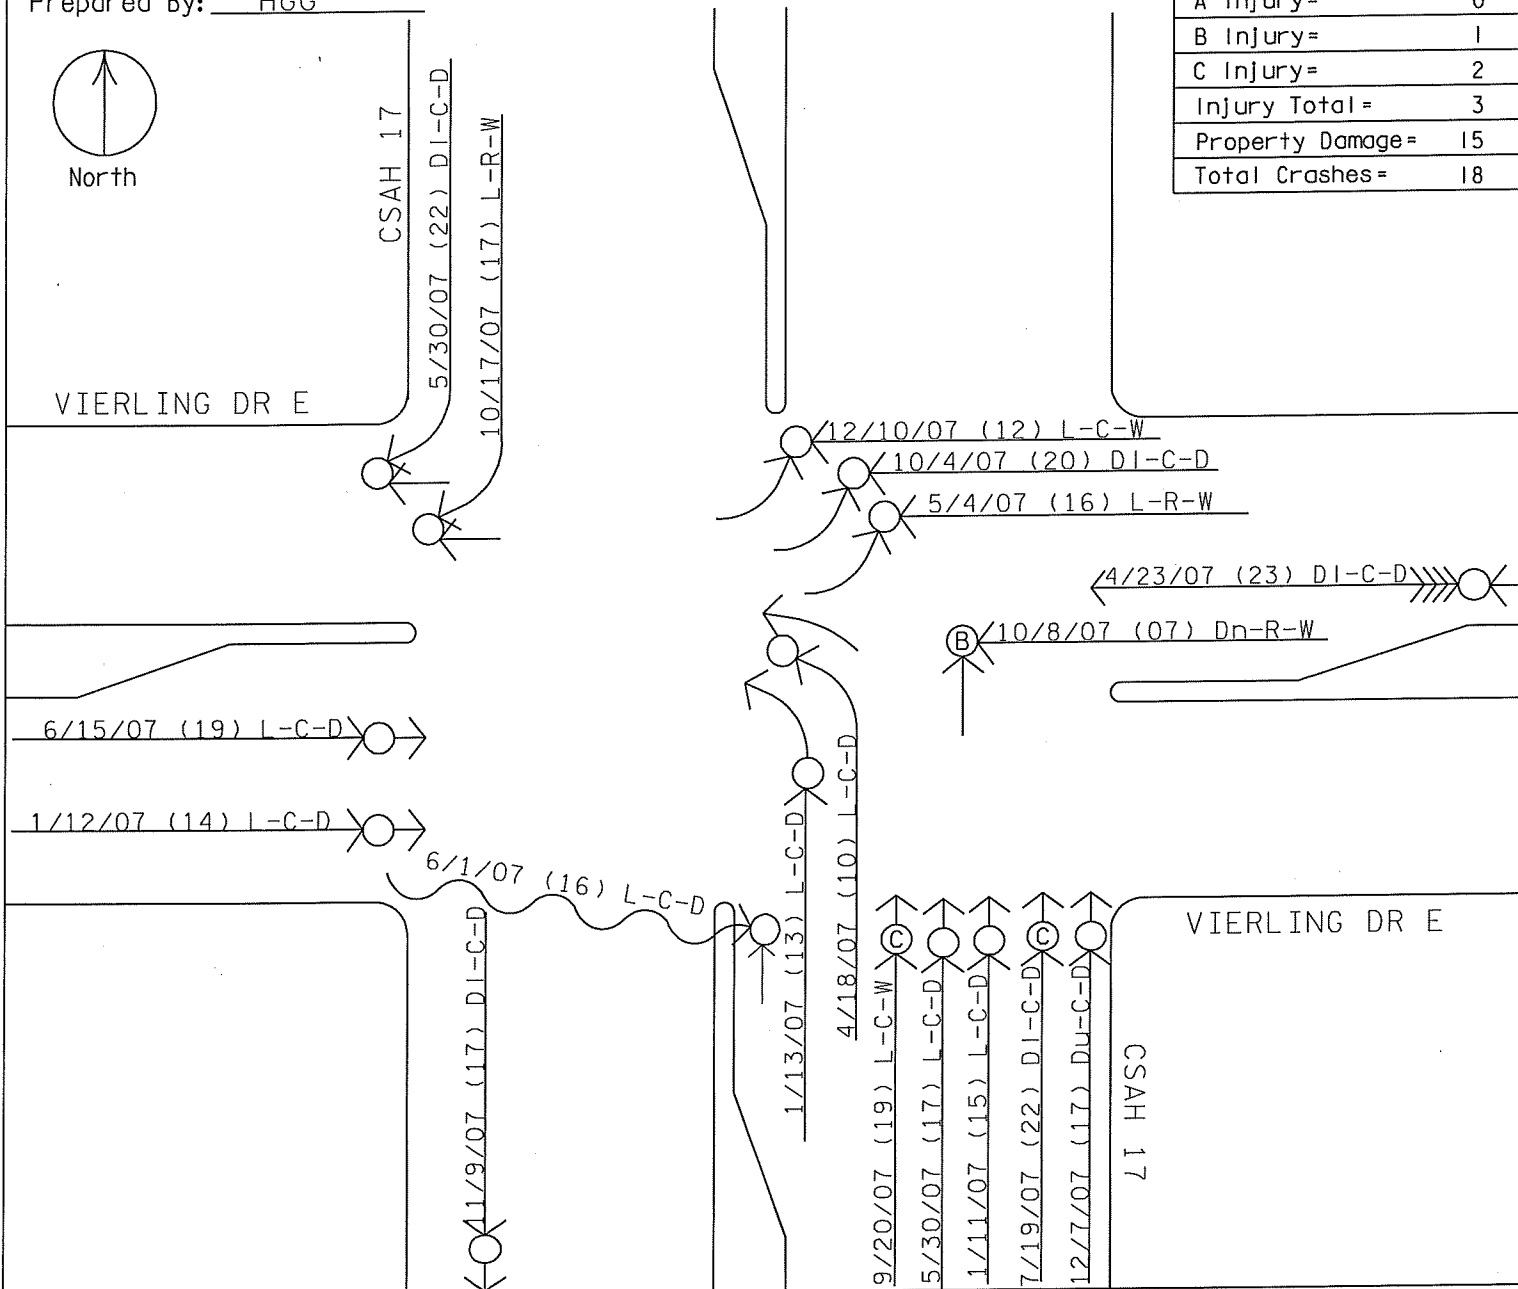 Prepared By: HGG
A Injury= 0
B Injury= 1
C Injury= 2
Injury Total= 3
Property Damage= 15
Total Crashes= 18
North
CSAH 17
5/30/07 (22) Dl-C-D
10/17/07 (17) L-R-W
VIERLING DR E
12/10/07 (12) L-C-W
10/4/07 (20) Dl-C-D
5/4/07 (16) L-R-W
4/23/07 (23) Dl-C-D
B
10/8/07 (07) Dn-R-W
6/15/07 (19) L-C-D
1/12/07 (14) L-C-D
6/1/07 (16) L-C-D
11/9/07 (17) Dl-C-D
1/13/07 (13) L-C-D
4/18/07 (10) L-C-D
C
9/20/07 (19) L-C-W
5/30/07 (17) L-C-D
1/11/07 (15) L-C-D
C
7/19/07 (22) Dl-C-D
12/7/07 (17) Du-C-D
VIERLING DR E
CSAH 17